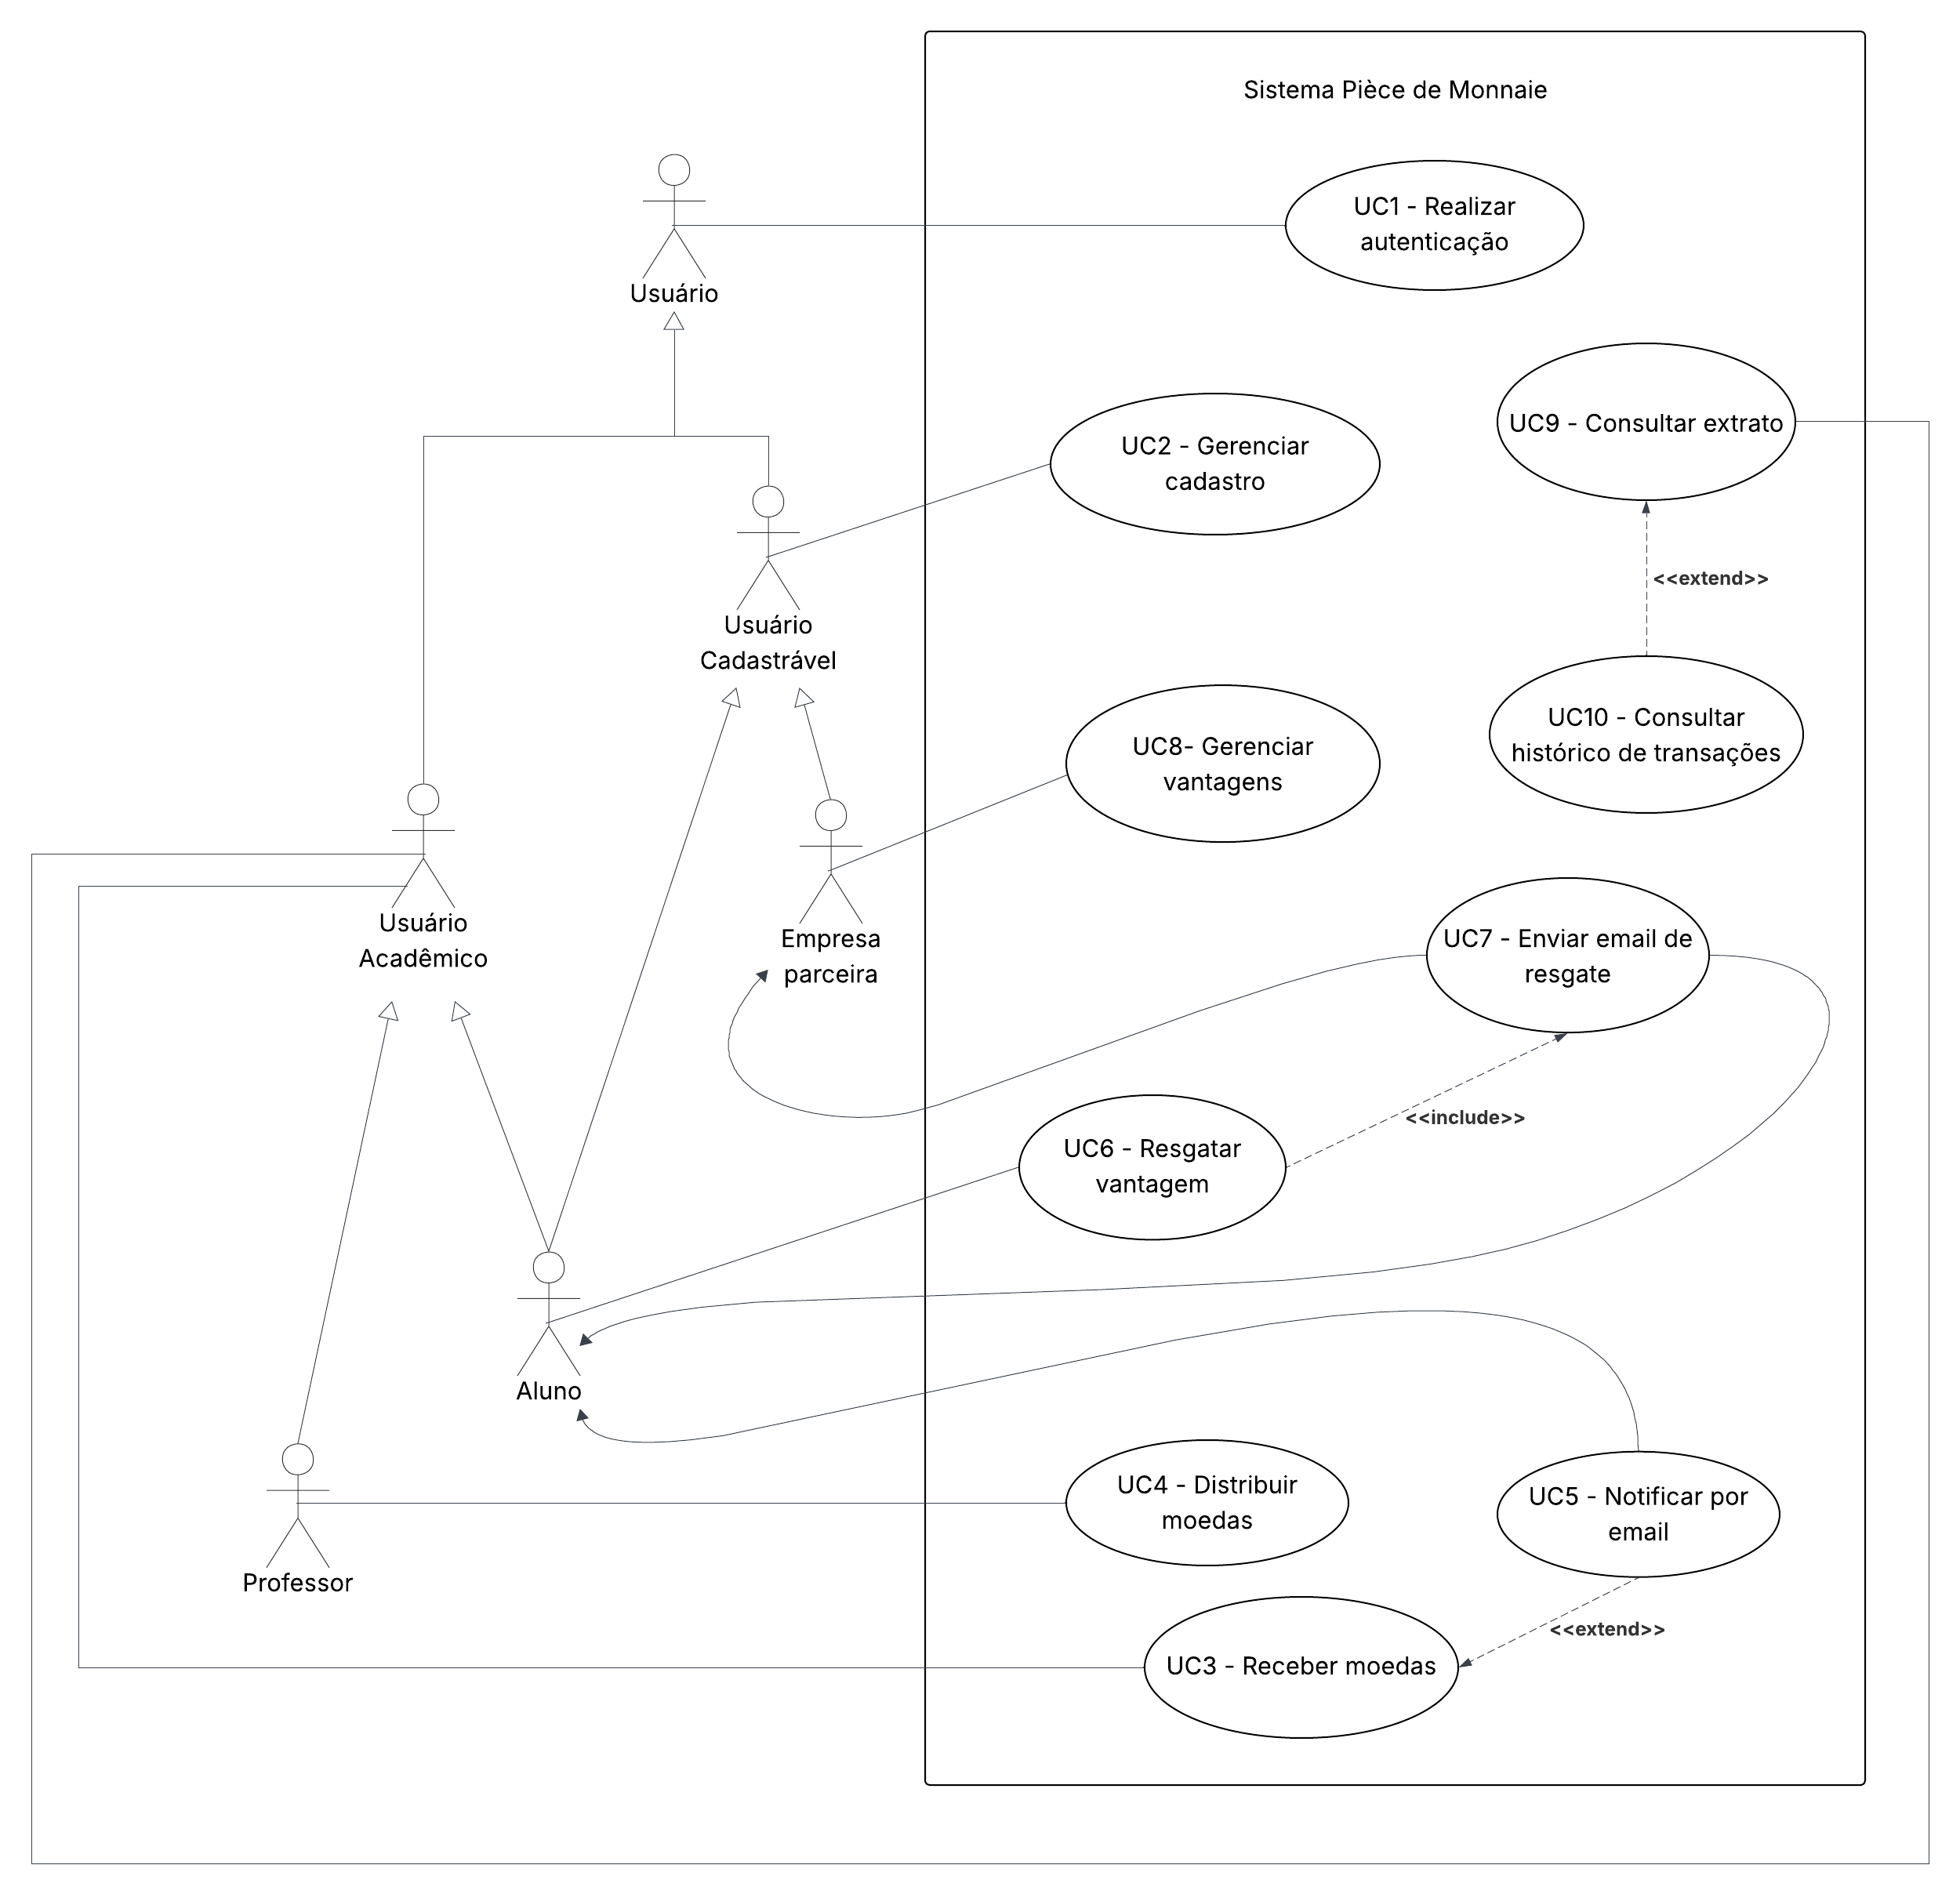 Sistema Pièce de Monnaie
UC1 - Realizar
autenticação
Usuário
UC9 - Consultar extrato
UC2 - Gerenciar
cadastro
<<extend>>
Usuário
Cadastrável
UC10 - Consultar
histórico de transações
UC8- Gerenciar
vantagens
Usuário
Acadêmico
Empresa
parceira
UC7 - Enviar email de
resgate
<<include>>
UC6 - Resgatar
vantagem
Aluno
UC4 - Distribuir
moedas
UC5 - Notificar por
email
Professor
<<extend>>
UC3 - Receber moedas